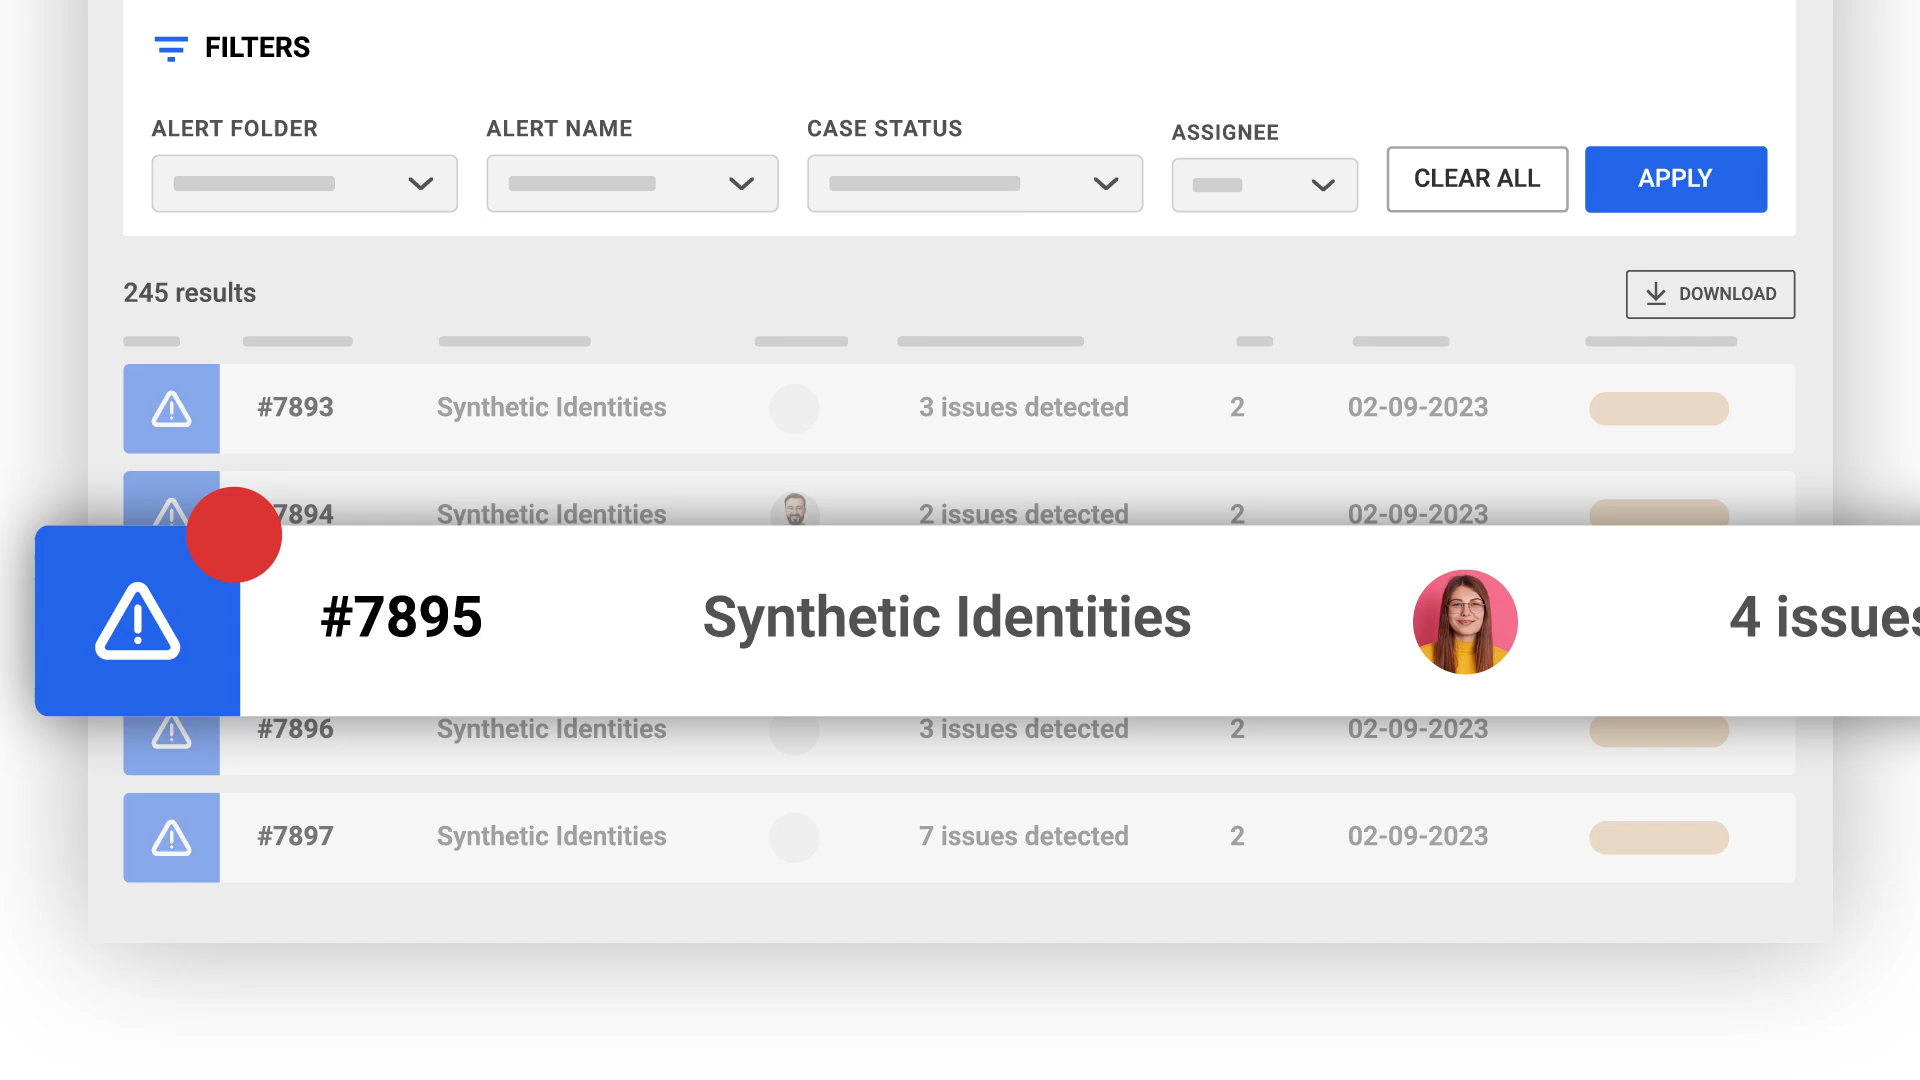 FILTERS
ALERT FOLDER ALERT NAME CASE STATUS ASSIGNEE
CLEAR ALL APPLY
245 results DOWNLOAD
#7893 Synthetic Identities 3 issues detected 2 02-09-2023
7894 Synthetic Identities 2 issues detected 2 02-09-2023
#7895 Synthetic Identities 4 issues
#7896 Synthetic Identities 3 issues detected 2 02-09-2023
#7897 Synthetic Identities 7 issues detected 2 02-09-2023